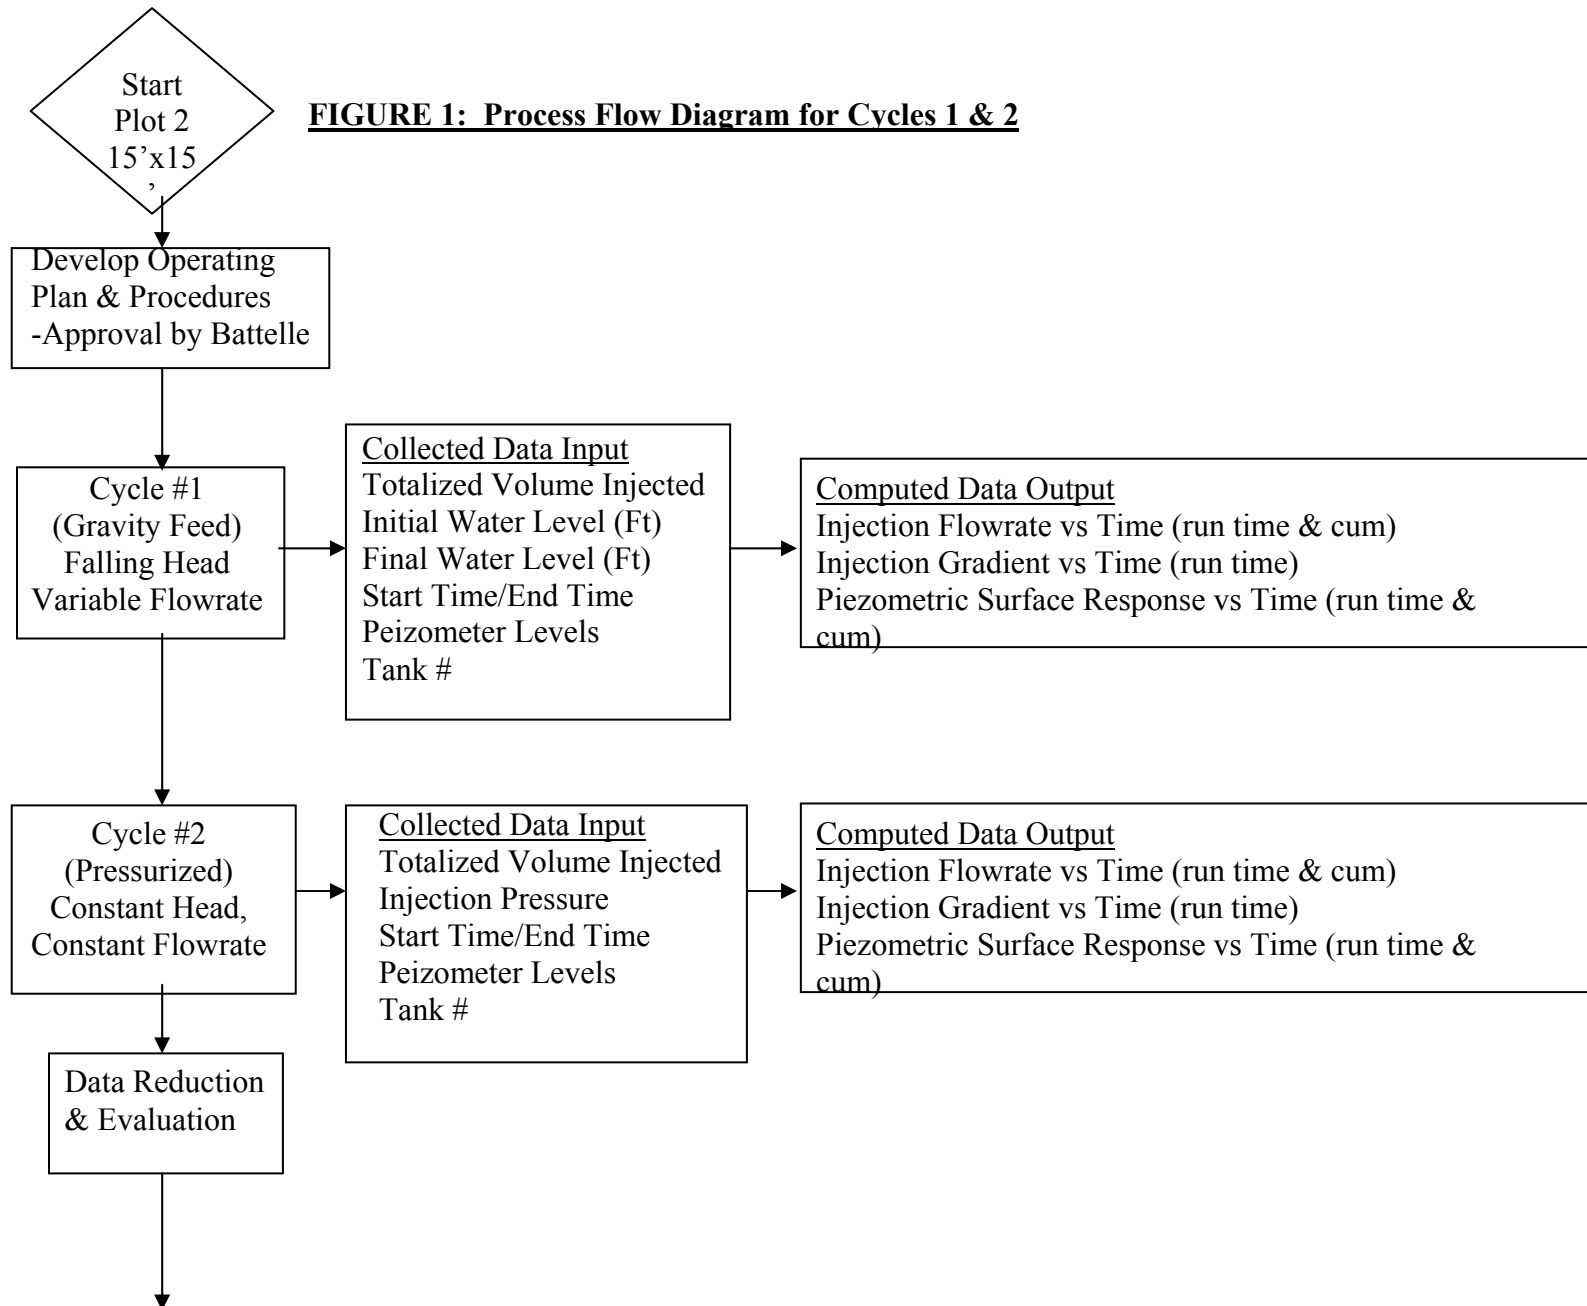 Start
Plot 2
15’x15
’
FIGURE 1: Process Flow Diagram for Cycles 1 & 2
Develop Operating
Plan & Procedures
-Approval by Battelle
Cycle #1
(Gravity Feed)
Falling Head
Variable Flowrate
Collected Data Input
Totalized Volume Injected
Initial Water Level (Ft)
Final Water Level (Ft)
Start Time/End Time
Peizometer Levels
Tank #
Computed Data Output
Injection Flowrate vs Time (run time & cum)
Injection Gradient vs Time (run time)
Piezometric Surface Response vs Time (run time &
cum)
Cycle #2
(Pressurized)
Constant Head,
Constant Flowrate
Collected Data Input
Totalized Volume Injected
Injection Pressure
Start Time/End Time
Peizometer Levels
Tank #
Computed Data Output
Injection Flowrate vs Time (run time & cum)
Injection Gradient vs Time (run time)
Piezometric Surface Response vs Time (run time &
cum)
Data Reduction
& Evaluation